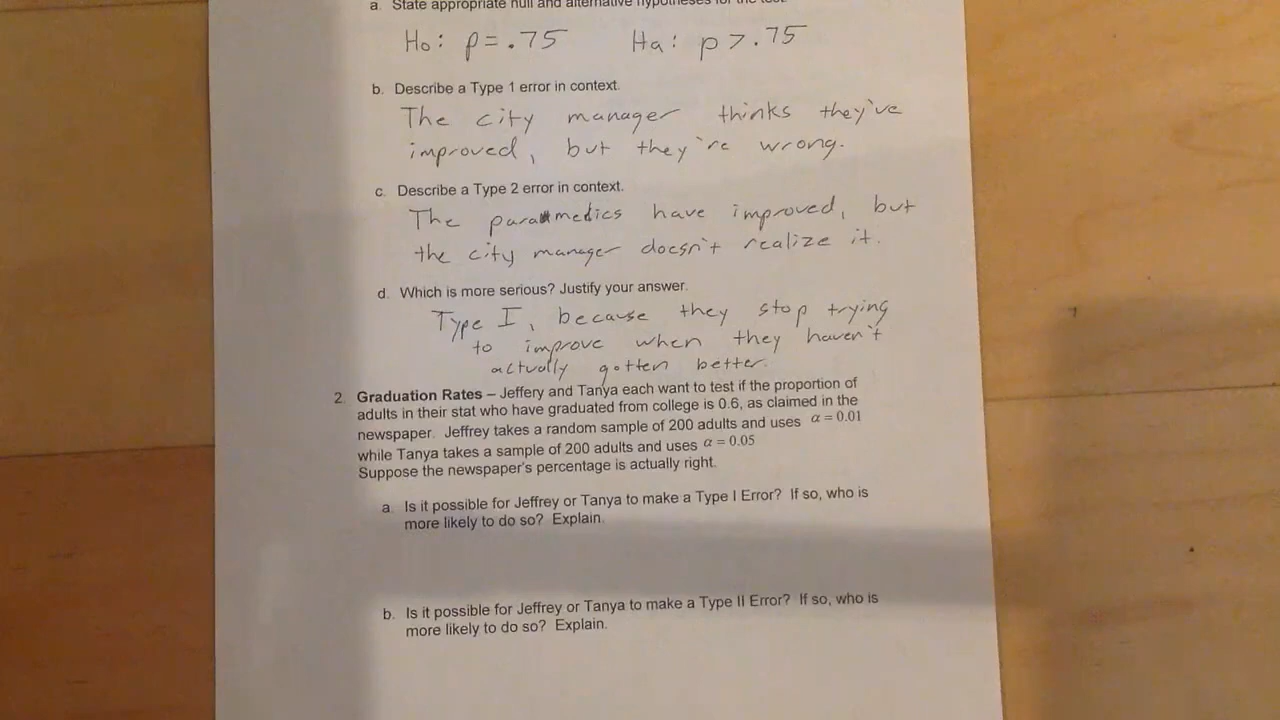 a. State appropriate null and alternative hypotheses for the test.
Ho: p = .75 Ha: p > .75
b. Describe a Type 1 error in context.
The city manager thinks they've
improved, but they're wrong.
c. Describe a Type 2 error in context.
The paramedics have improved, but
the city manager doesn't realize it.
d. Which is more serious? Justify your answer.
Type I, because they stop trying
to improve when they haven't
actually gotten better.
2. Graduation Rates – Jeffery and Tanya each want to test if the proportion of
adults in their stat who have graduated from college is 0.6, as claimed in the
newspaper. Jeffrey takes a random sample of 200 adults and uses α = 0.01
while Tanya takes a sample of 200 adults and uses α = 0.05
Suppose the newspaper's percentage is actually right.
a. Is it possible for Jeffrey or Tanya to make a Type I Error? If so, who is
more likely to do so? Explain.
b. Is it possible for Jeffrey or Tanya to make a Type II Error? If so, who is
more likely to do so? Explain.